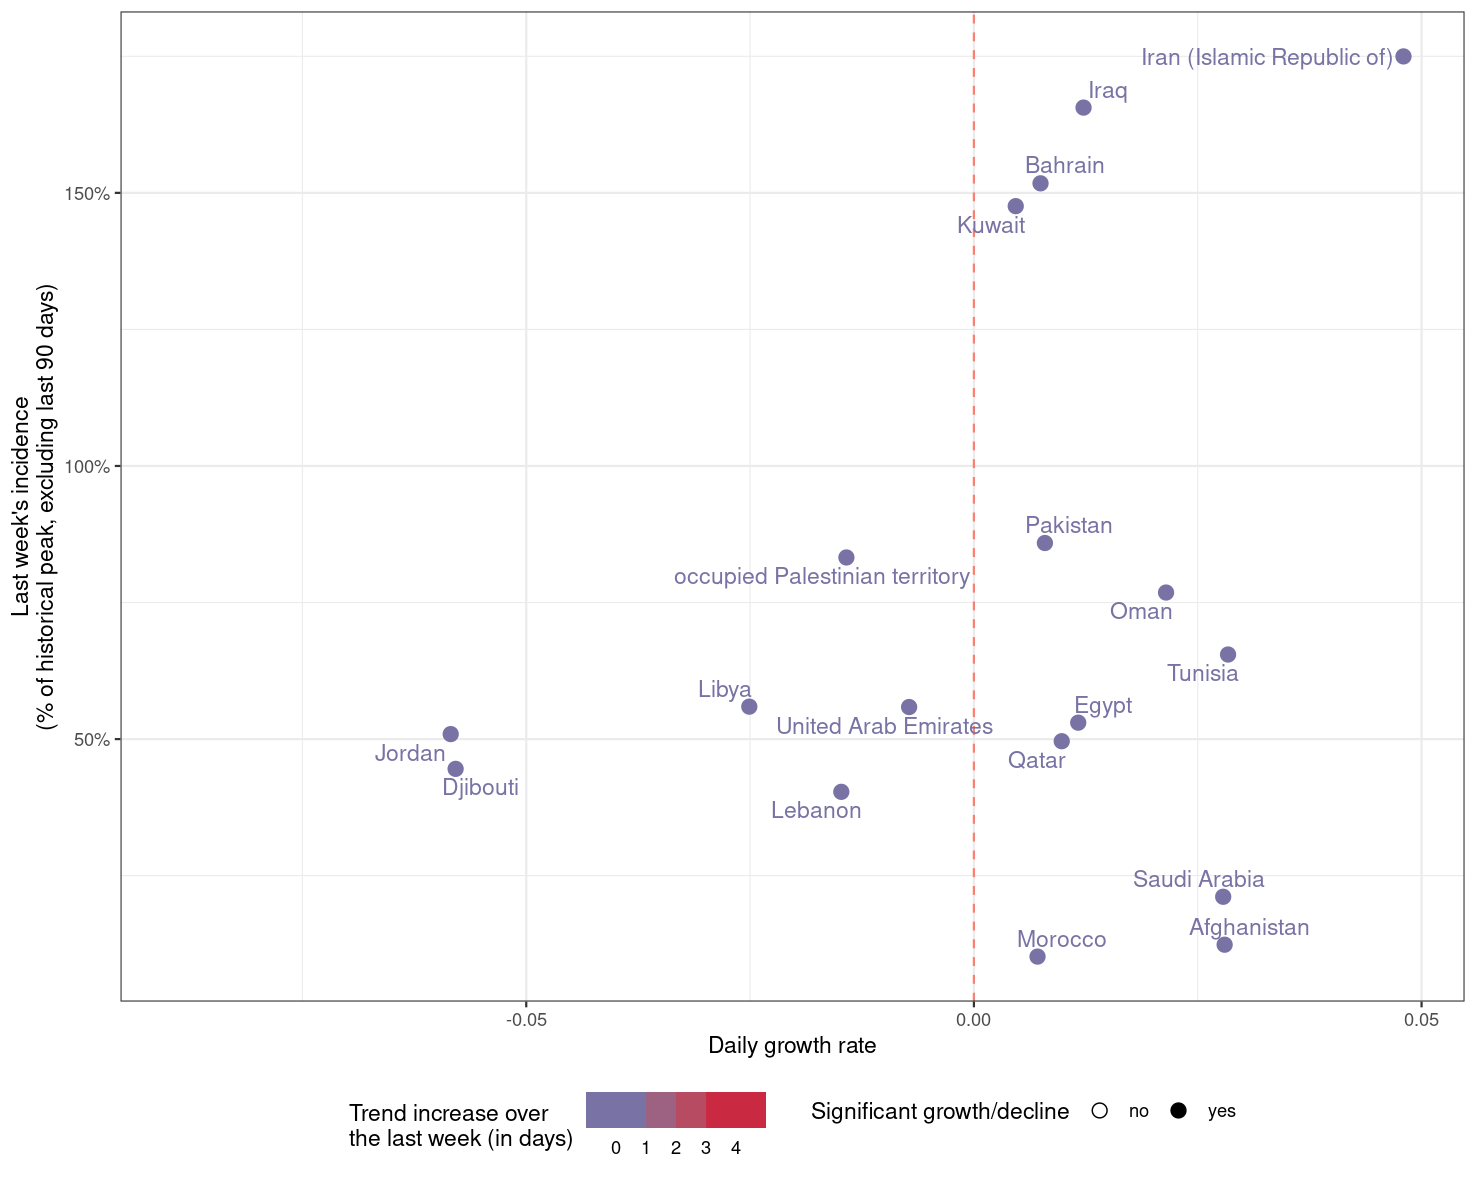 Iran (Islamic Republic of)
Iraq
Bahrain
150%
Kuwait
Last week's incidence
(% of historical peak, excluding last 90 days)
100%
Pakistan
occupied Palestinian territory
Oman
Tunisia
Libya
Egypt
United Arab Emirates
50%
Jordan
Qatar
Djibouti
Lebanon
Saudi Arabia
Afghanistan
Morocco
-0.05
0.00
0.05
Daily growth rate
Trend increase over
the last week (in days)
0 1 2 3 4
Significant growth/decline no yes